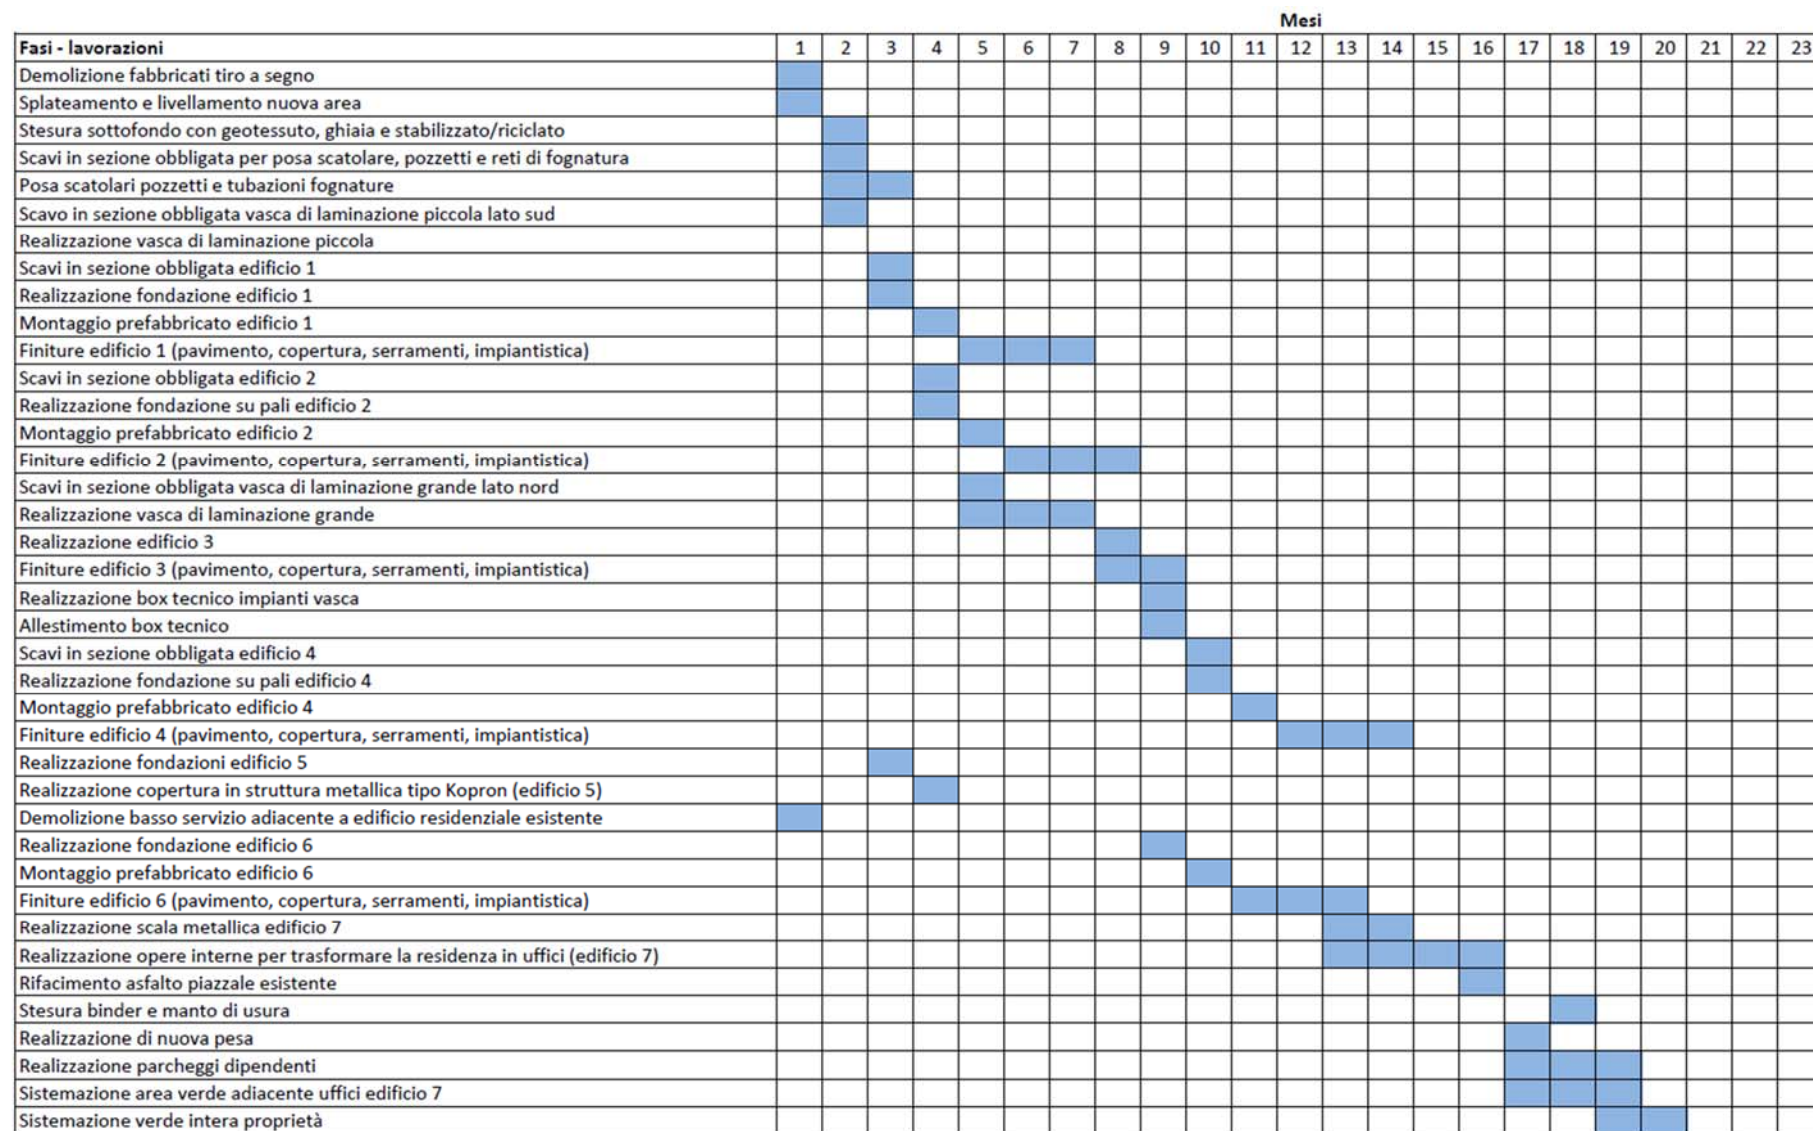 Mesi
Fasi - lavorazioni 1 2 3 4 5 6 7 8 9 10 11 12 13 14 15 16 17 18 19 20 21 22 23
Demolizione fabbricati tiro a segno
Splateamento e livellamento nuova area
Stesura sottofondo con geotessuto, ghiaia e stabilizzato/riciclato
Scavi in sezione obbligata per posa scatolare, pozzetti e reti di fognatura
Posa scatolari pozzetti e tubazioni fognature
Scavo in sezione obbligata vasca di laminazione piccola lato sud
Realizzazione vasca di laminazione piccola
Scavi in sezione obbligata edificio 1
Realizzazione fondazione edificio 1
Montaggio prefabbricato edificio 1
Finiture edificio 1 (pavimento, copertura, serramenti, impiantistica)
Scavi in sezione obbligata edificio 2
Realizzazione fondazione su pali edificio 2
Montaggio prefabbricato edificio 2
Finiture edificio 2 (pavimento, copertura, serramenti, impiantistica)
Scavi in sezione obbligata vasca di laminazione grande lato nord
Realizzazione vasca di laminazione grande
Realizzazione edificio 3
Finiture edificio 3 (pavimento, copertura, serramenti, impiantistica)
Realizzazione box tecnico impianti vasca
Allestimento box tecnico
Scavi in sezione obbligata edificio 4
Realizzazione fondazione su pali edificio 4
Montaggio prefabbricato edificio 4
Finiture edificio 4 (pavimento, copertura, serramenti, impiantistica)
Realizzazione fondazioni edificio 5
Realizzazione copertura in struttura metallica tipo Kopron (edificio 5)
Demolizione basso servizio adiacente a edificio residenziale esistente
Realizzazione fondazione edificio 6
Montaggio prefabbricato edificio 6
Finiture edificio 6 (pavimento, copertura, serramenti, impiantistica)
Realizzazione scala metallica edificio 7
Realizzazione opere interne per trasformare la residenza in uffici (edificio 7)
Rifacimento asfalto piazzale esistente
Stesura binder e manto di usura
Realizzazione di nuova pesa
Realizzazione parcheggi dipendenti
Sistemazione area verde adiacente uffici edificio 7
Sistemazione verde intera proprietà